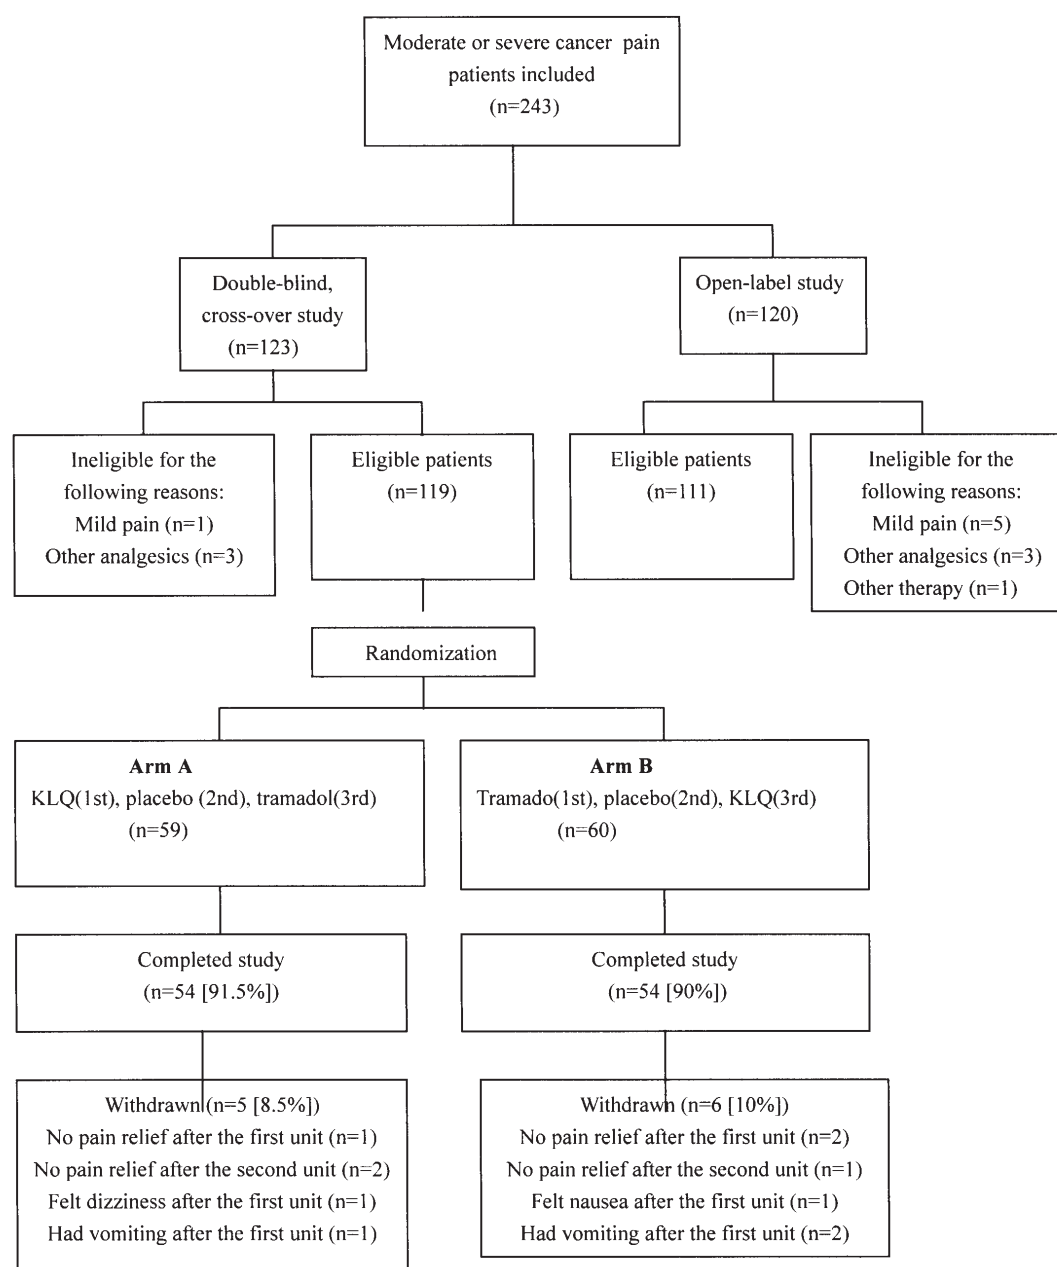 Moderate or severe cancer pain
patients included
(n=243)
Double-blind,
cross-over study
(n=123)
Open-label study
(n=120)
Ineligible for the
following reasons:
Mild pain (n=1)
Other analgesics (n=3)
Eligible patients
(n=119)
Eligible patients
(n=111)
Ineligible for the
following reasons:
Mild pain (n=5)
Other analgesics (n=3)
Other therapy (n=1)
Randomization
Arm A
KLQ(1st), placebo (2nd), tramadol(3rd)
(n=59)
Arm B
Tramado(1st), placebo(2nd), KLQ(3rd)
(n=60)
Completed study
(n=54 [91.5%])
Completed study
(n=54 [90%])
Withdrawn (n=5 [8.5%])
No pain relief after the first unit (n=1)
No pain relief after the second unit (n=2)
Felt dizziness after the first unit (n=1)
Had vomiting after the first unit (n=1)
Withdrawn (n=6 [10%])
No pain relief after the first unit (n=2)
No pain relief after the second unit (n=1)
Felt nausea after the first unit (n=1)
Had vomiting after the first unit (n=2)